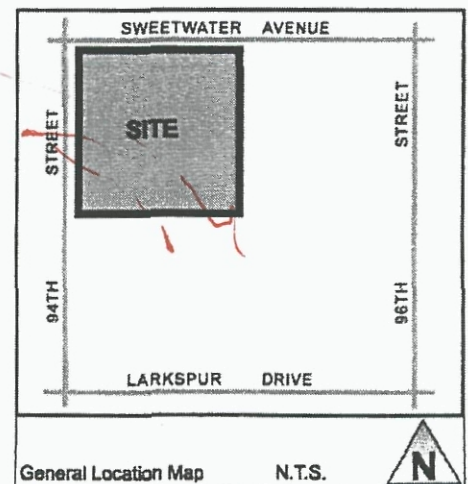 SWEETWATER AVENUE
SITE
STREET
STREET
94TH
96TH
LARKSPUR DRIVE
General Location Map N.T.S.
N